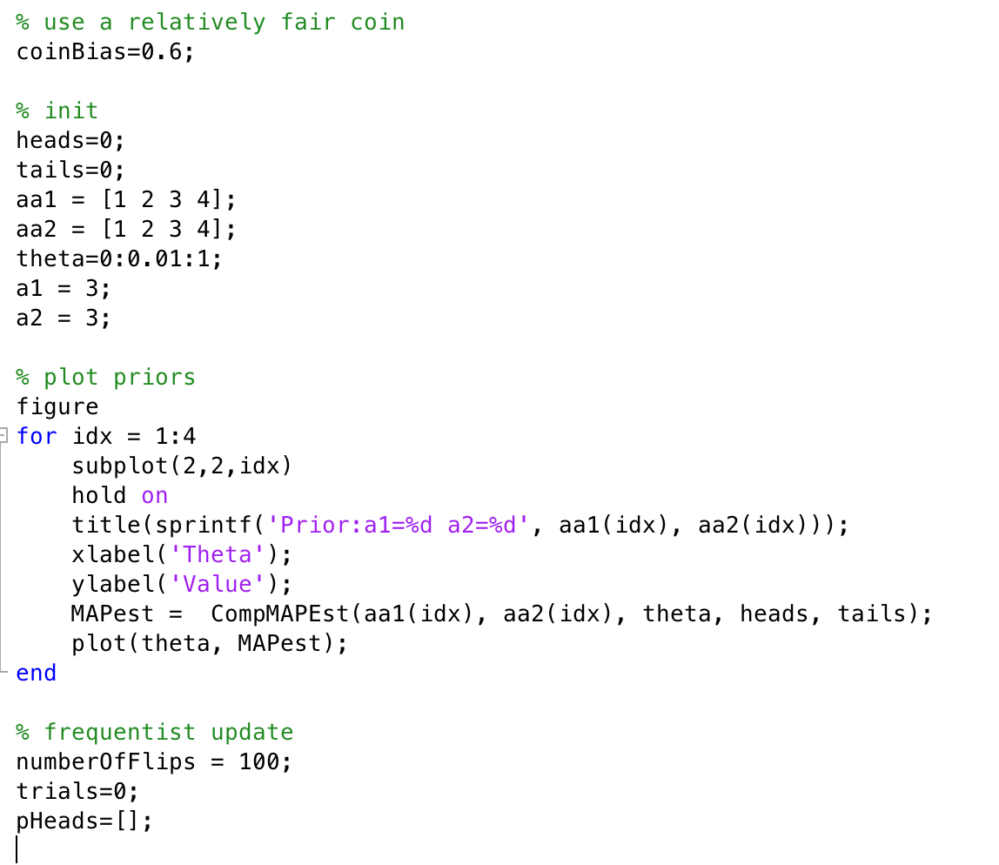 % use a relatively fair coin
coinBias=0.6;
% init
heads=0;
tails=0;
aa1 = [1 2 3 4];
aa2 = [1 2 3 4];
theta=0:0.01:1;
a1 = 3;
a2 = 3;
% plot priors
figure
for idx = 1:4
    subplot(2,2,idx)
    hold on
    title(sprintf('Prior:a1=%d a2=%d', aa1(idx), aa2(idx)));
    xlabel('Theta');
    ylabel('Value');
    MAPest =  CompMAPEst(aa1(idx), aa2(idx), theta, heads, tails);
    plot(theta, MAPest);
end
% frequentist update
numberOfFlips = 100;
trials=0;
pHeads=[];